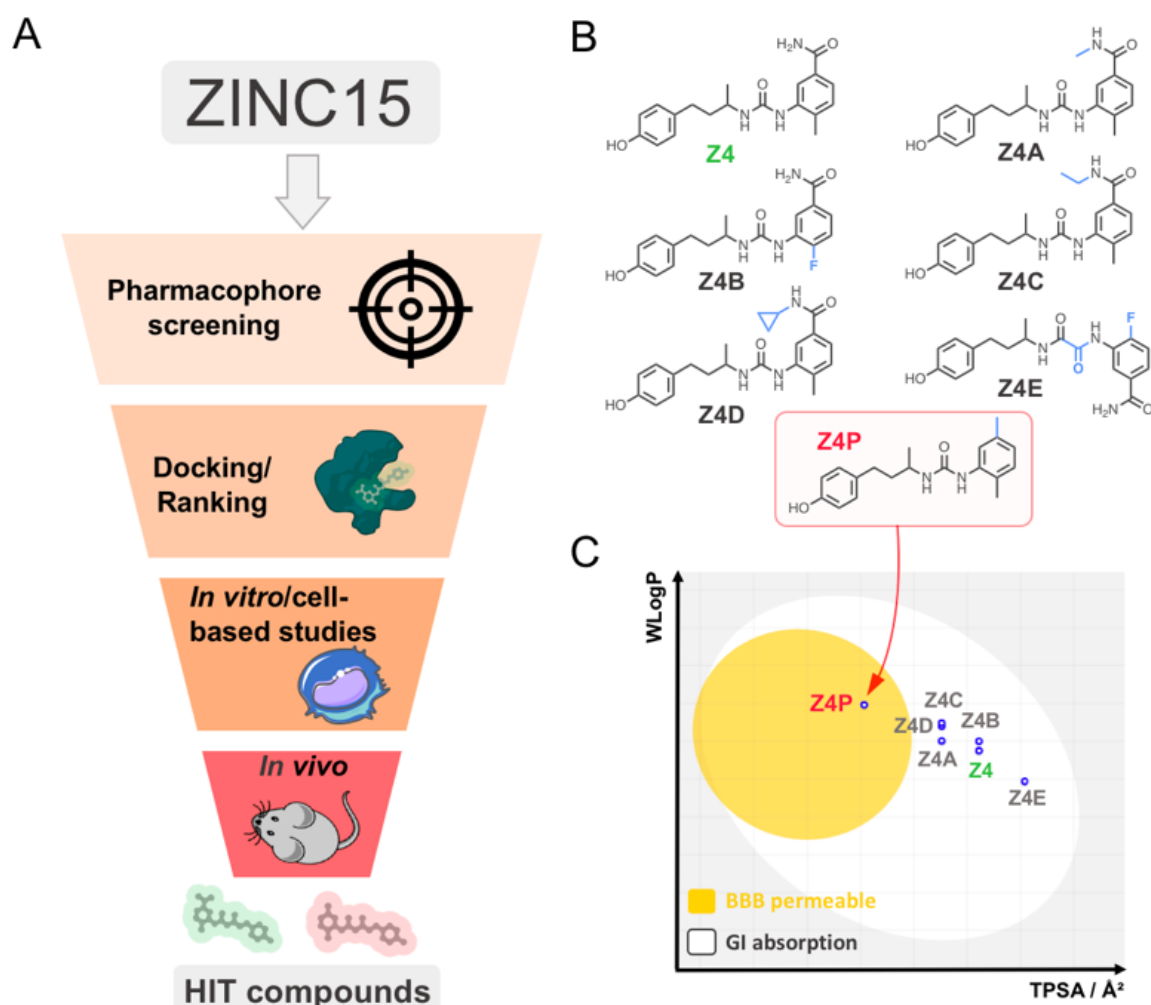 A
ZINC15
Pharmacophore
screening
Docking/
Ranking
In vitro/cell-
based studies
In vivo
HIT compounds
B
H₂N
O
O
N
H
N
H
HO
Z4
H
N
O
O
N
H
N
H
HO
Z4A
H₂N
O
O
N
H
N
H
F
HO
Z4B
H
N
O
O
N
H
N
H
HO
Z4C
H
N
O
O
N
H
N
H
HO
Z4D
O
H
N
F
N
H
O
HO
H₂N
O
Z4E
Z4P
O
N
H
N
H
HO
C
WLogP
Z4P
Z4C
Z4D
Z4B
Z4A
Z4
Z4E
BBB permeable
GI absorption
TPSA / Å²